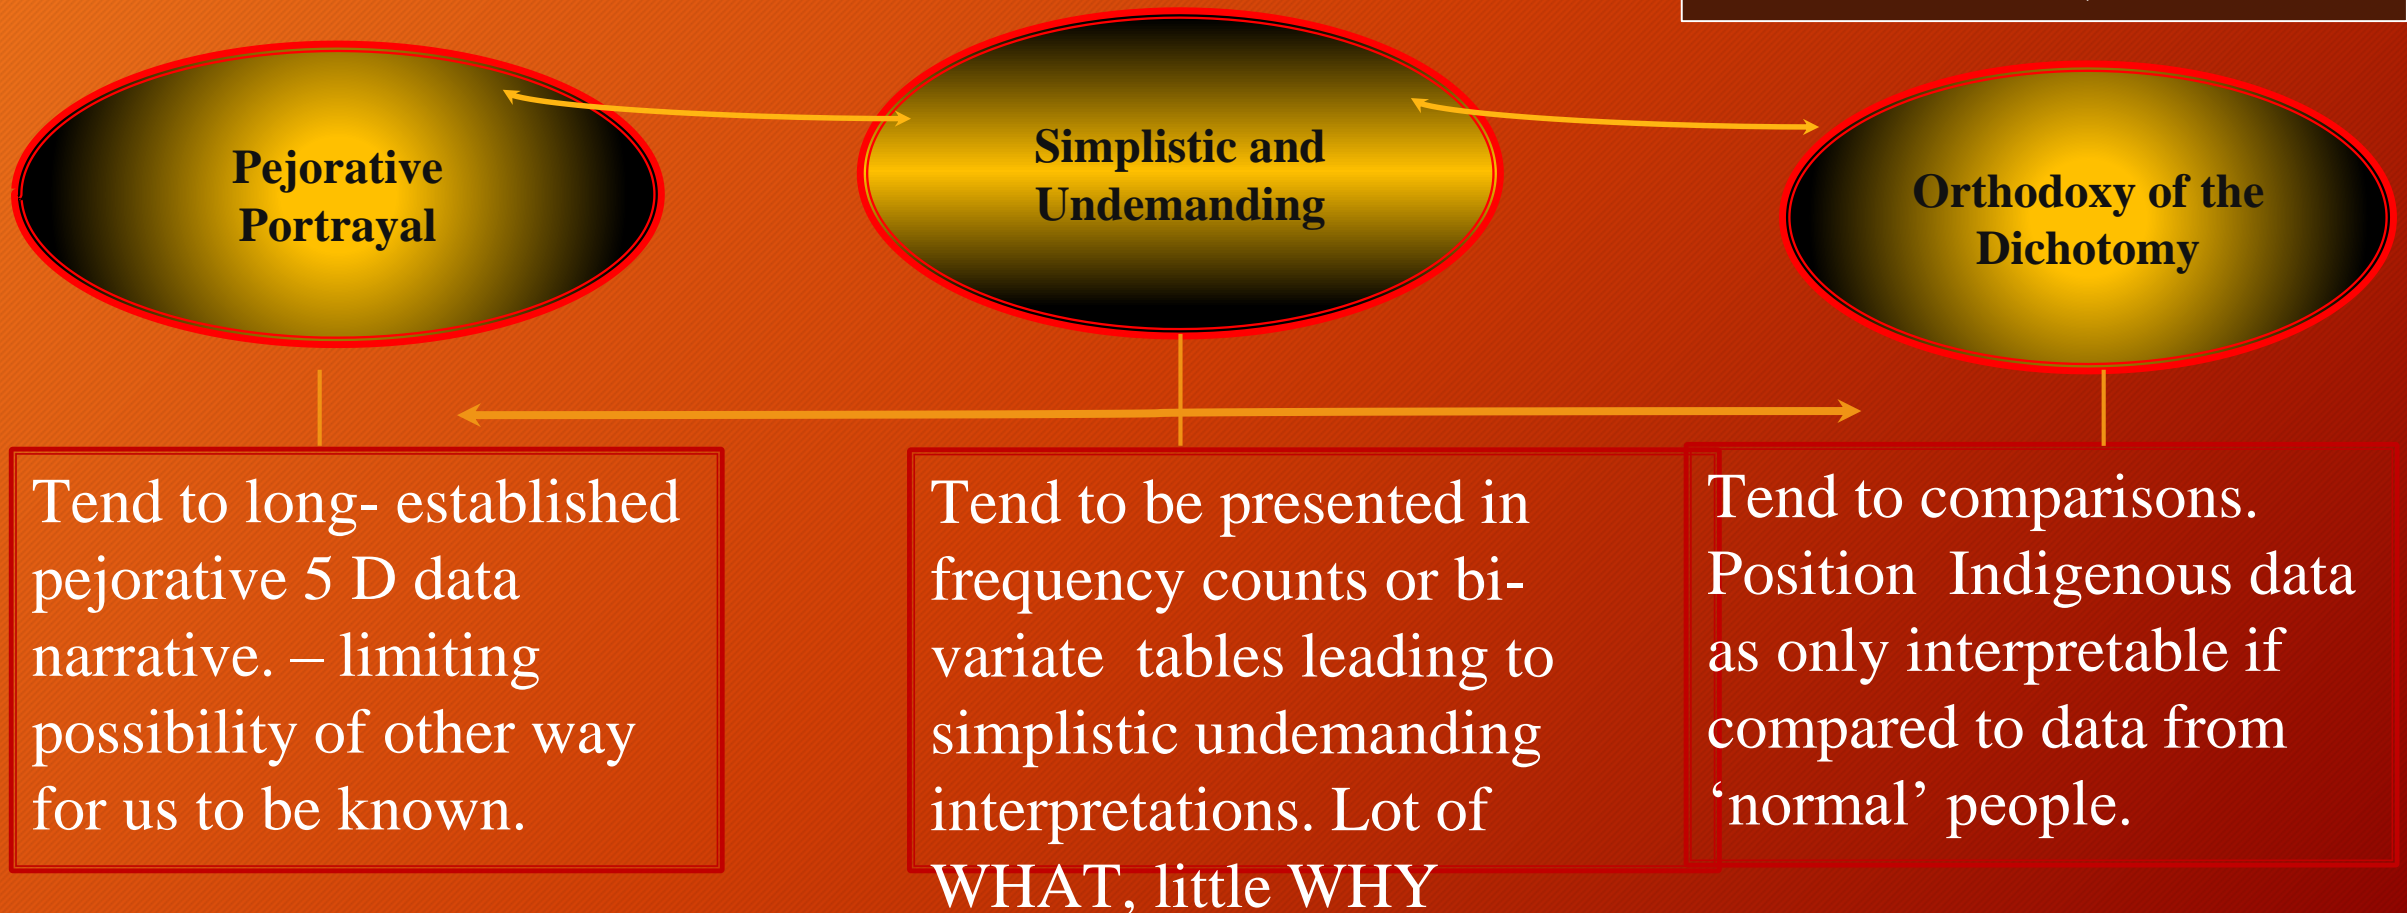 Pejorative
Portrayal
Simplistic and
Undemanding
Orthodoxy of the
Dichotomy
Tend to long- established
pejorative 5 D data
narrative. – limiting
possibility of other way
for us to be known.
Tend to be presented in
frequency counts or bi-
variate tables leading to
simplistic undemanding
interpretations. Lot of
WHAT, little WHY
Tend to comparisons.
Position Indigenous data
as only interpretable if
compared to data from
‘normal’ people.